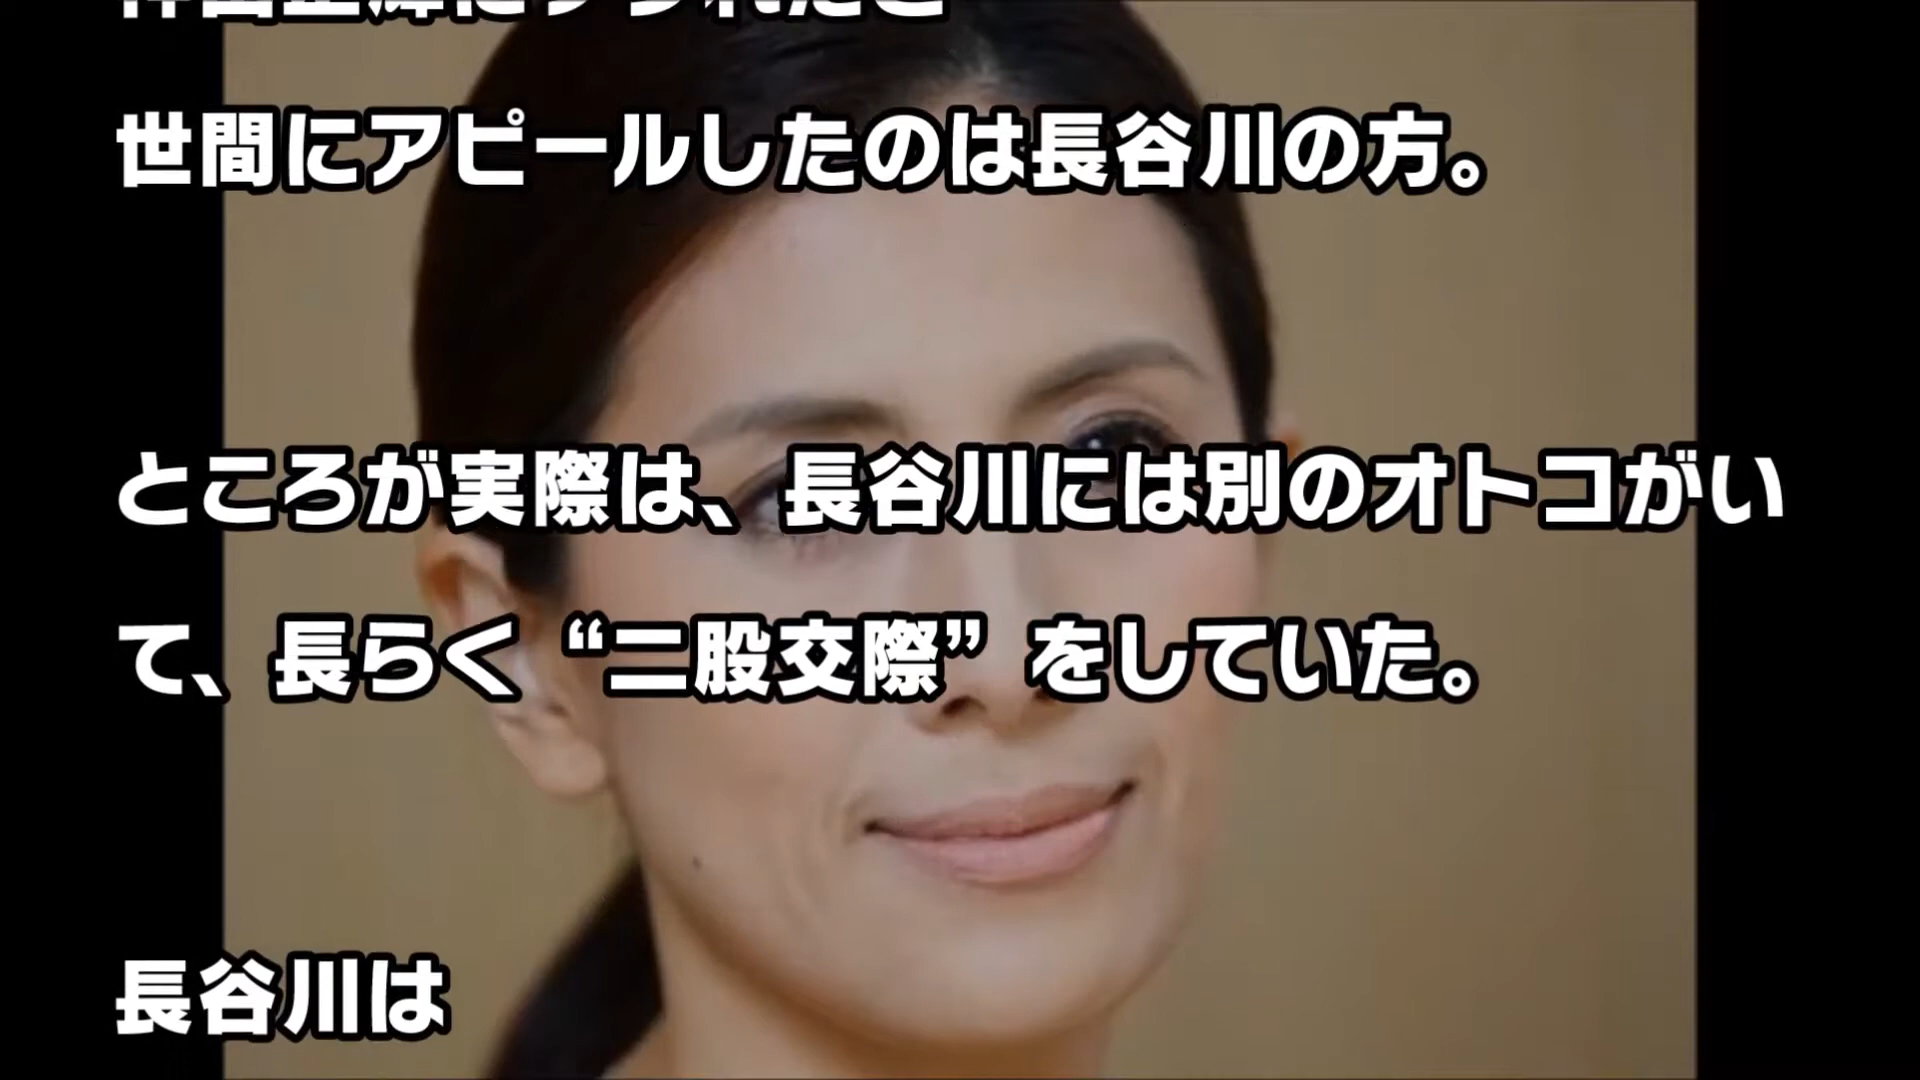 世間にアピールしたのは長谷川の方。
ところが実際は、長谷川には別のオトコがい
て、長らく“二股交際”をしていた。
長谷川は